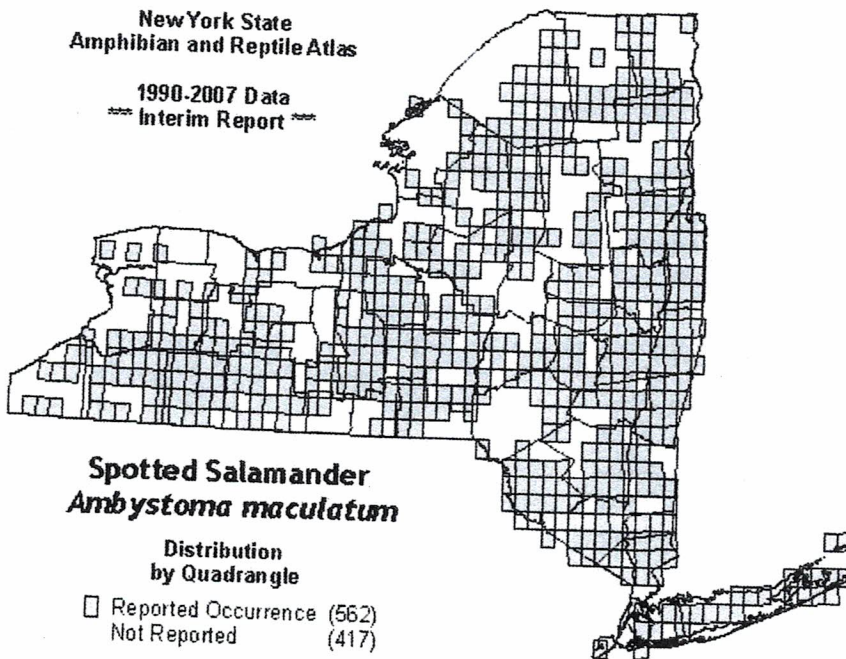 New York State
Amphibian and Reptile Atlas
1990-2007 Data
*** Interim Report ***
Spotted Salamander
Ambystoma maculatum
Distribution
by Quadrangle
Reported Occurrence (562)
Not Reported (417)